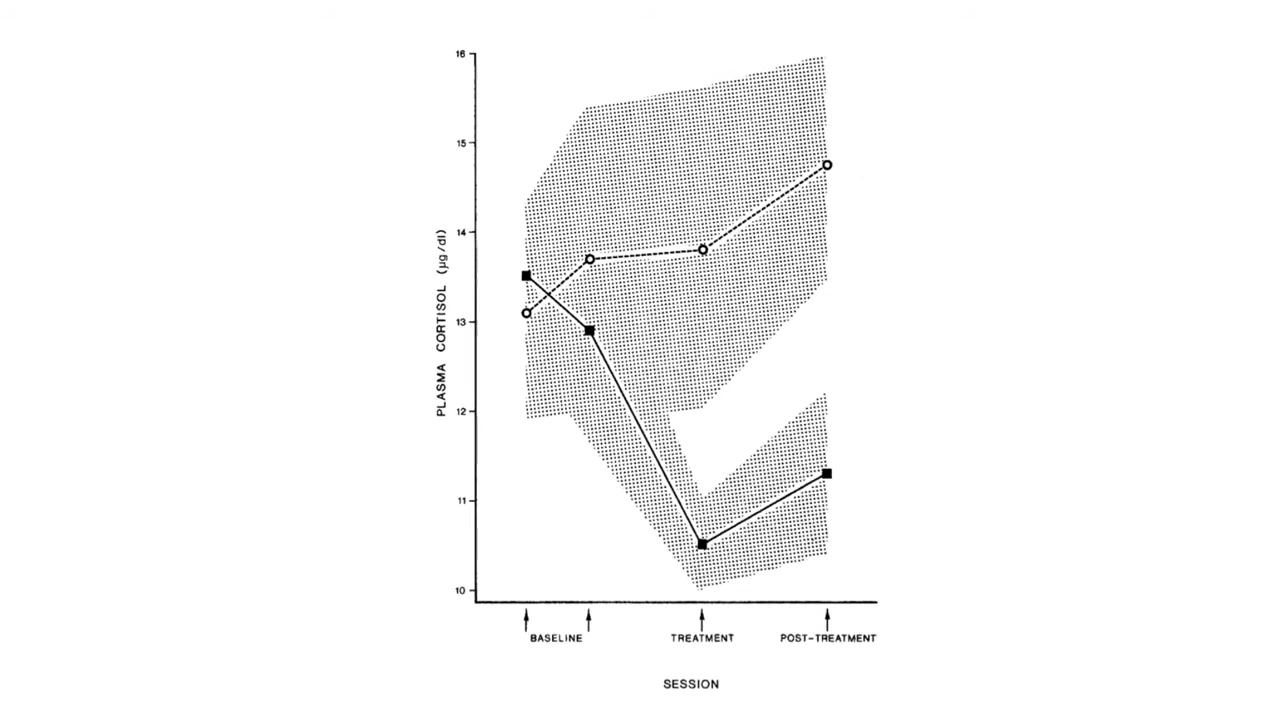 16
15
14
13
12
11
10
PLASMA CORTISOL (µg/dl)
BASELINE TREATMENT POST-TREATMENT
SESSION